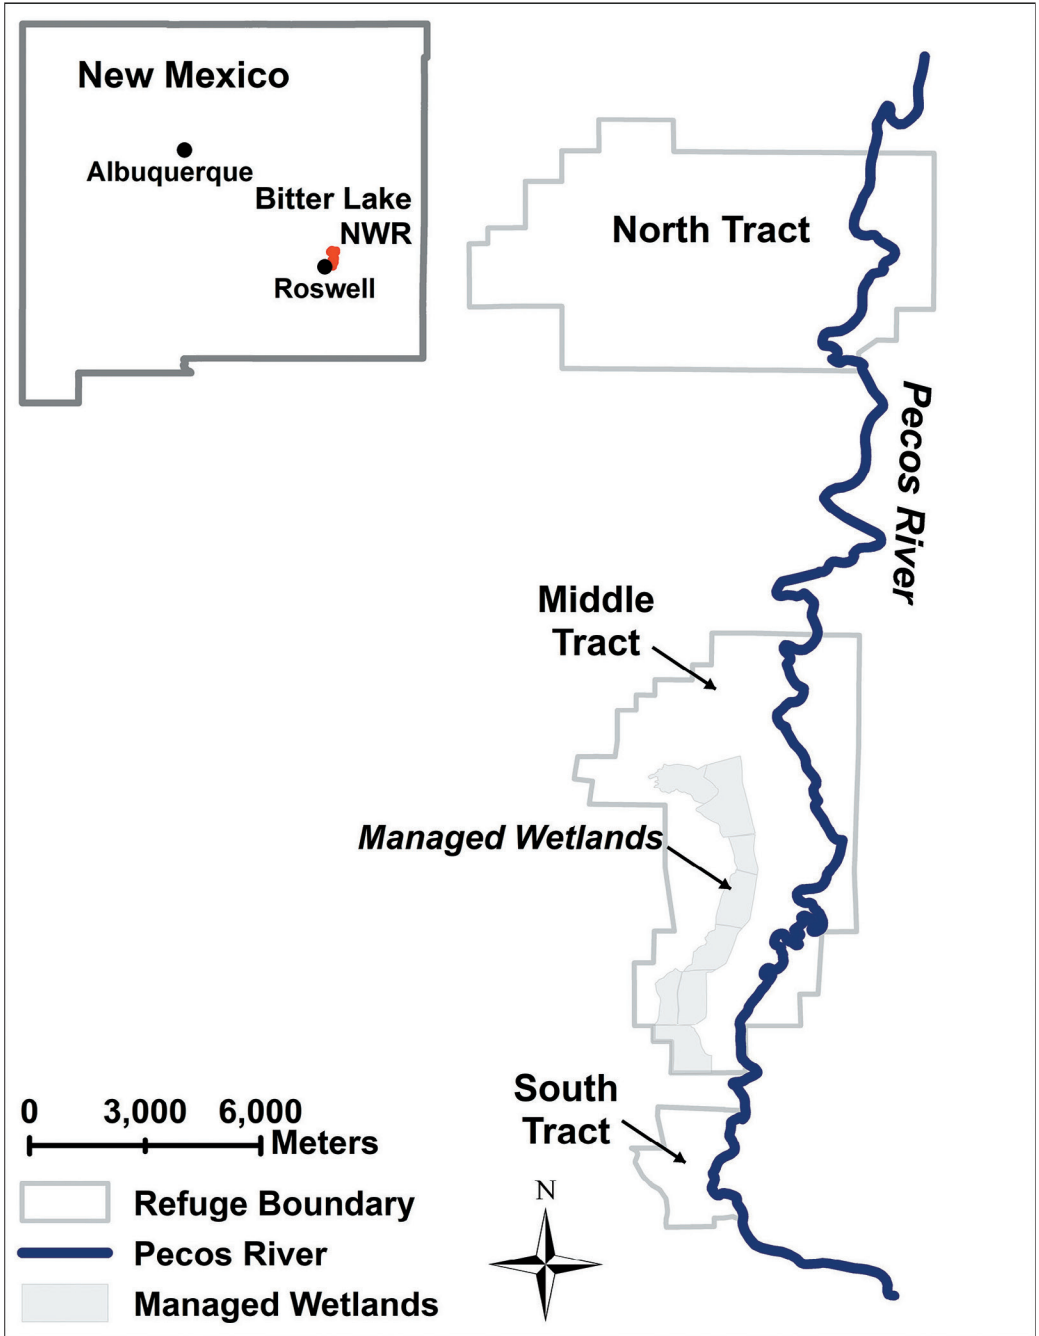 New Mexico
Albuquerque
Bitter Lake
NWR
Roswell
North Tract
Pecos River
Middle
Tract
Managed Wetlands
South
Tract
0 3,000 6,000
Meters
N
Refuge Boundary
Pecos River
Managed Wetlands